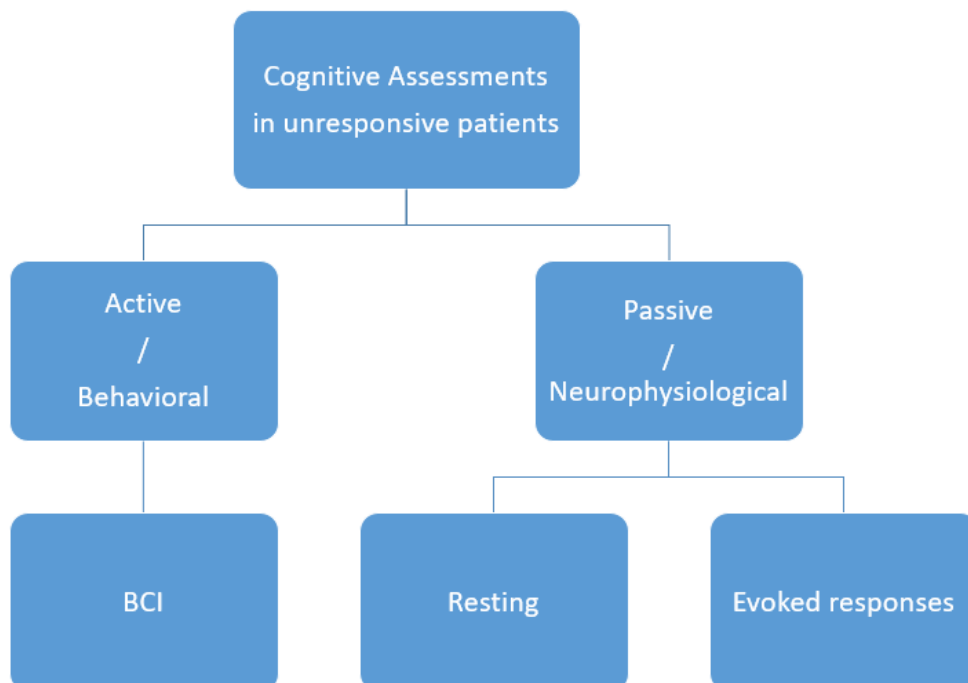 Cognitive Assessments
in unresponsive patients
Active
/
Behavioral
Passive
/
Neurophysiological
BCI
Resting
Evoked responses